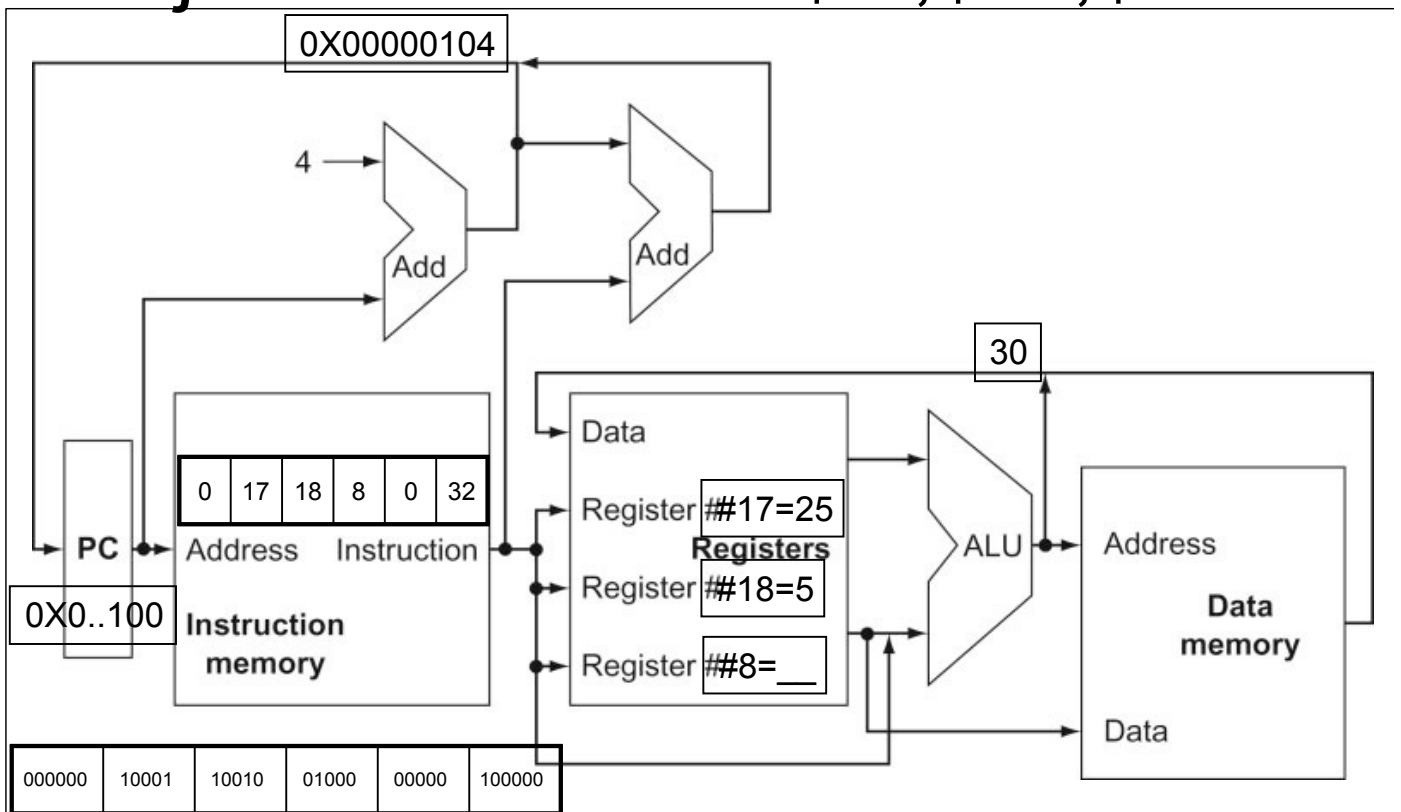 0X00000104
4
Add
Add
30
0 17 18 8 0 32
Data
Register ##17=25
PC
Address Instruction
Registers
ALU
Address
Register ##18=5
0X0..100
Instruction
memory
Data
memory
Register ##8=__
Data
000000 10001 10010 01000 00000 100000